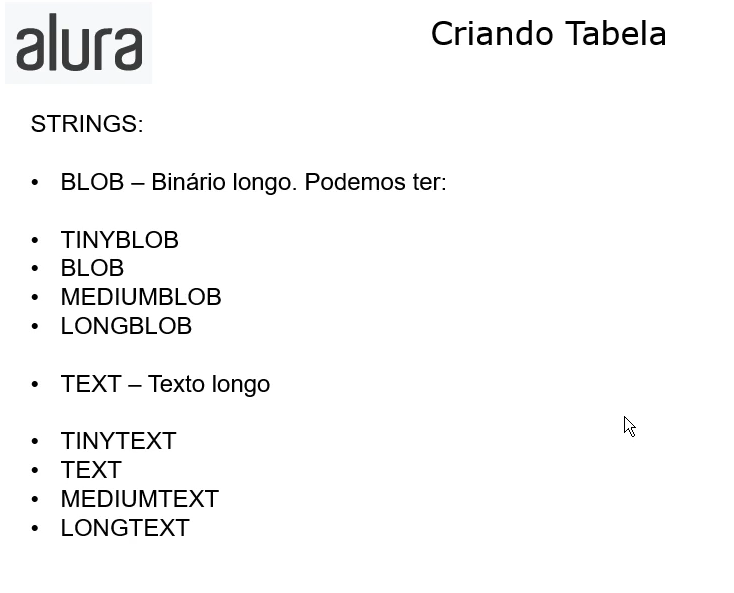 alura
Criando Tabela
STRINGS:
• BLOB – Binário longo. Podemos ter:
• TINYBLOB
• BLOB
• MEDIUMBLOB
• LONGBLOB
• TEXT – Texto longo
• TINYTEXT
• TEXT
• MEDIUMTEXT
• LONGTEXT